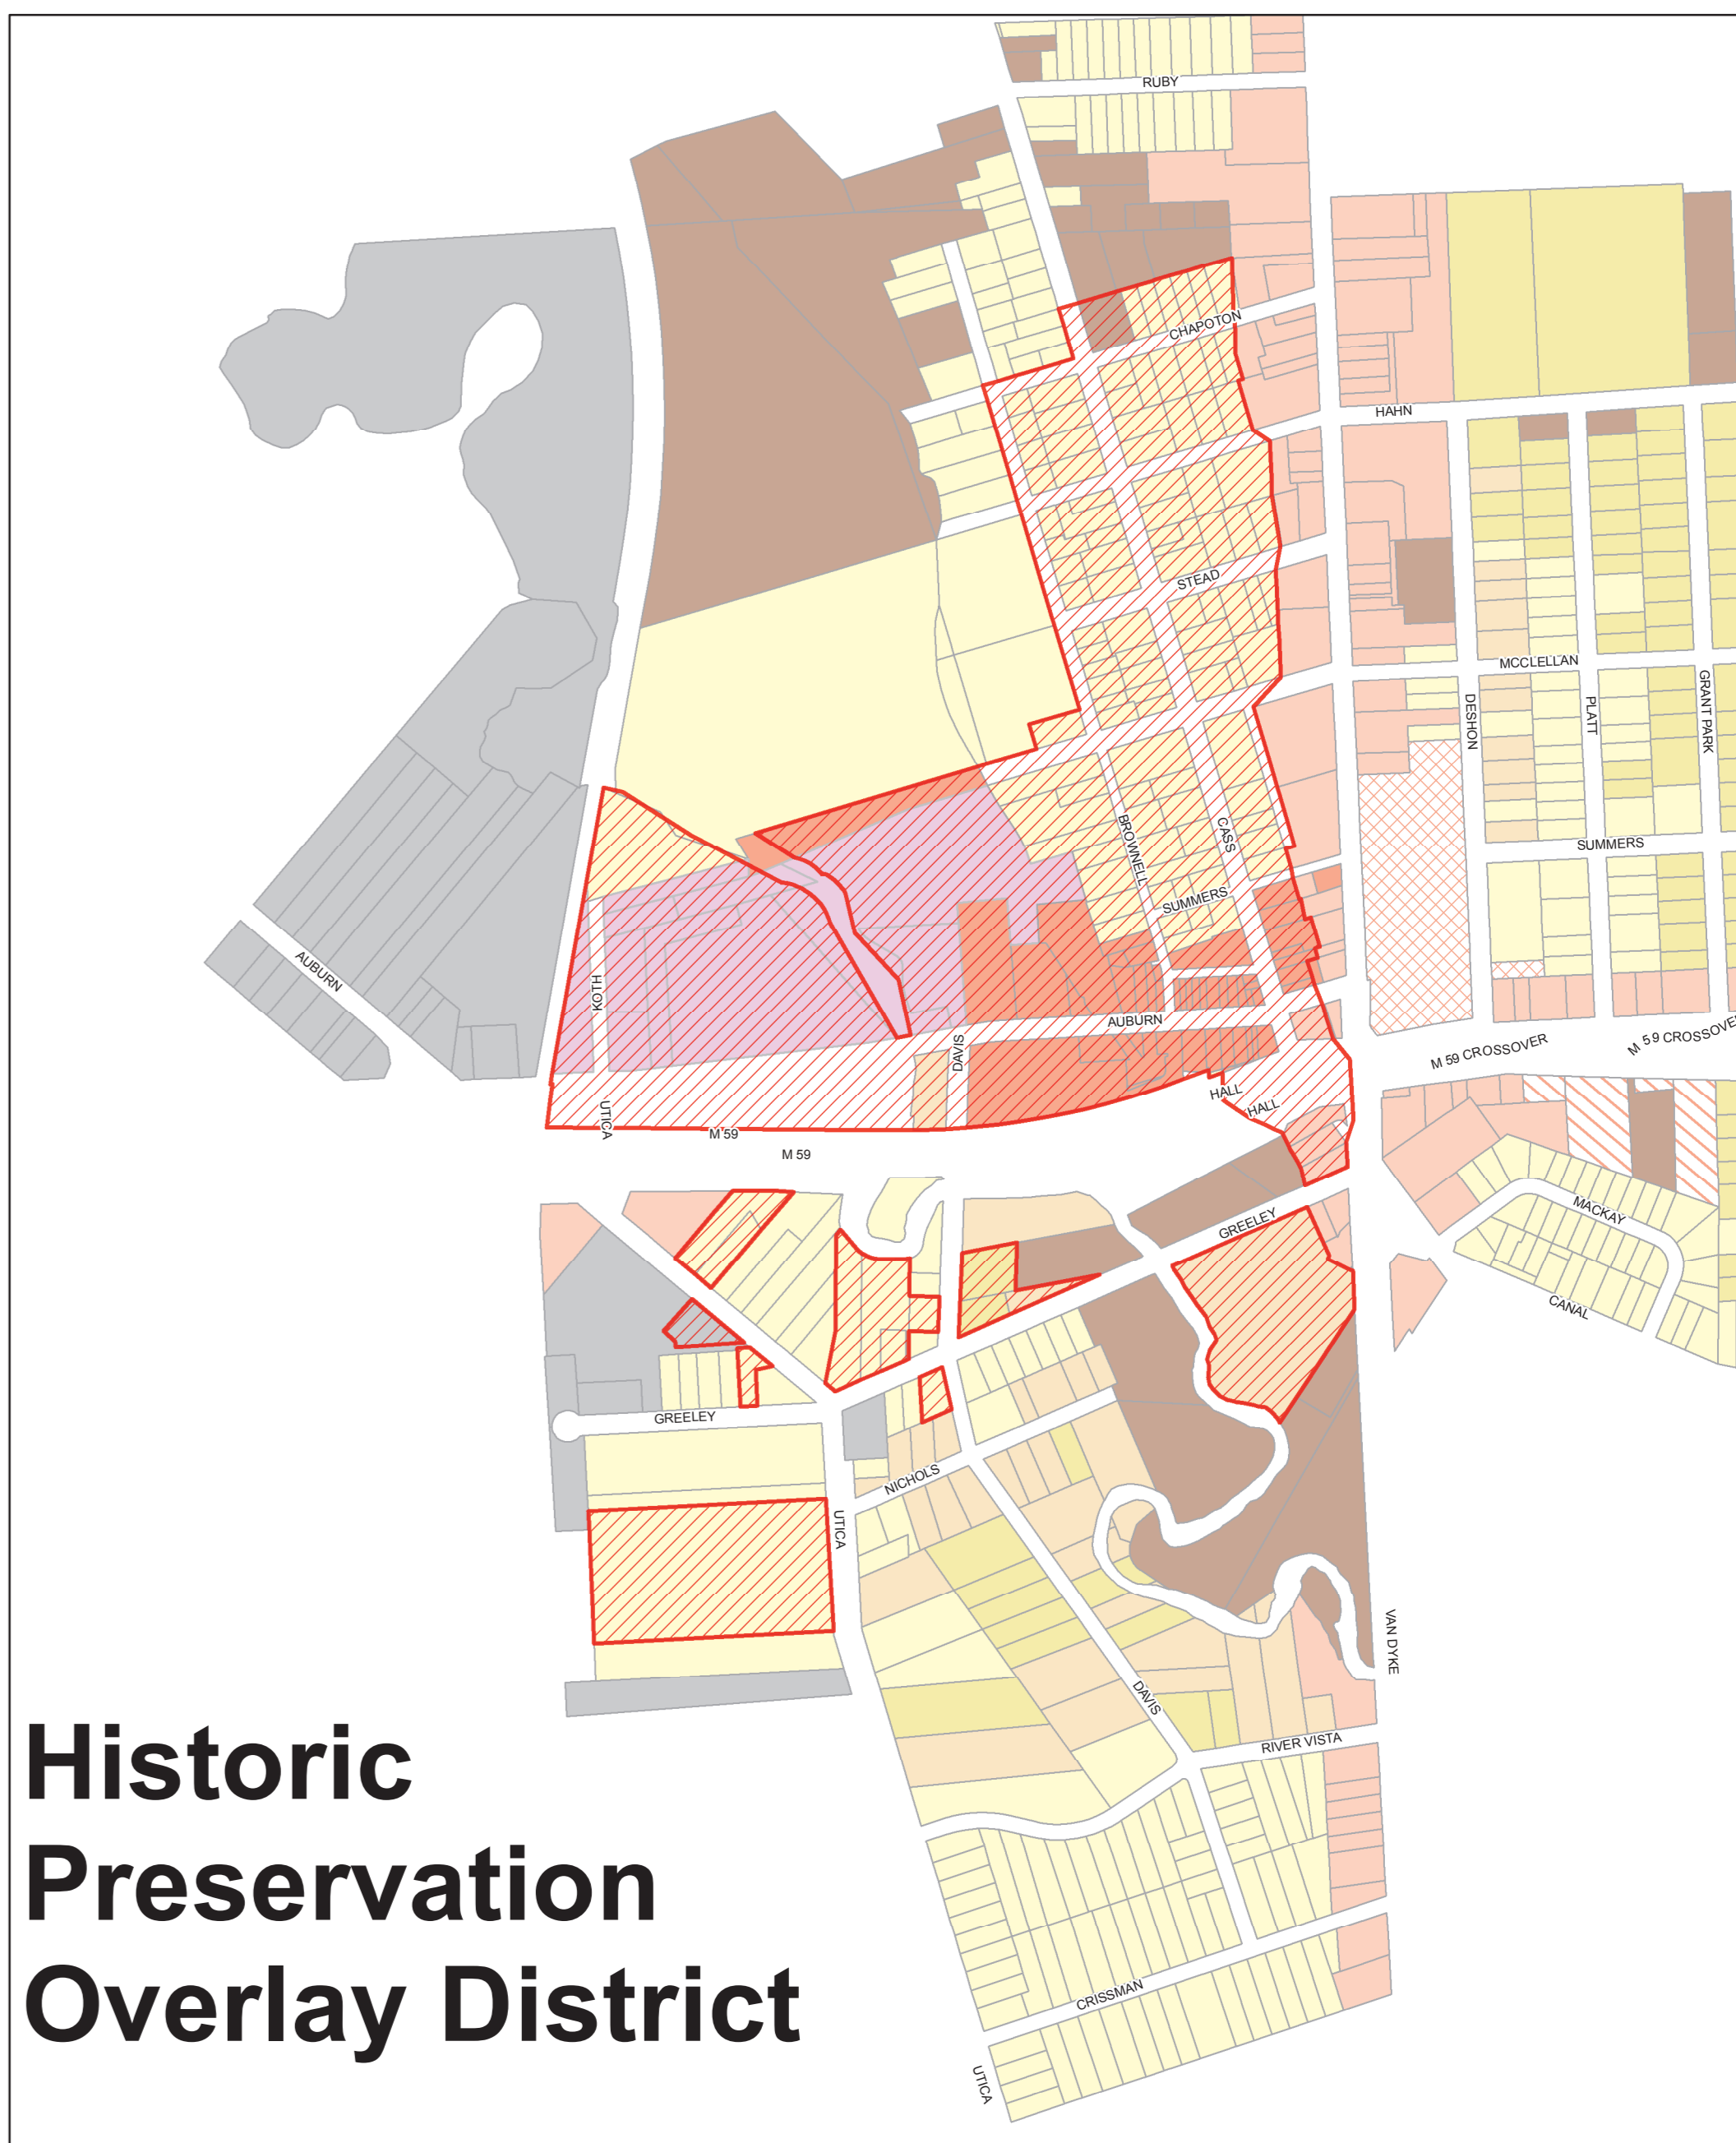 RUBY
CHAPOTON
HAHN
STEAD
MCCLELLAN
DESHON
PLATT
GRANT PARK
BROWNELL
CASS
SUMMERS
SUMMERS
AUBURN
KOTH
AUBURN
DAVIS
M 59 CROSSOVER
M 59 CROSSOVER
HALL
HALL
UTICA
M 59
M 59
MACKAY
GREELEY
CANAL
GREELEY
NICHOLS
UTICA
VAN DYKE
DAVIS
RIVER VISTA
Historic
Preservation
Overlay District
CRISSMAN
UTICA